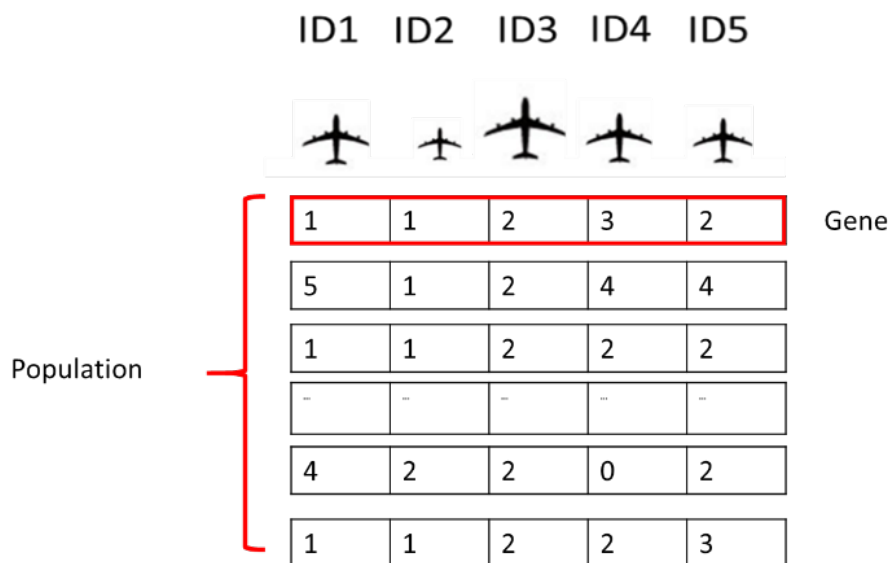 ID1 ID2 ID3 ID4 ID5
1 1 2 3 2 Gene
5 1 2 4 4
1 1 2 2 2
Population
... ... ... ... ...
4 2 2 0 2
1 1 2 2 3